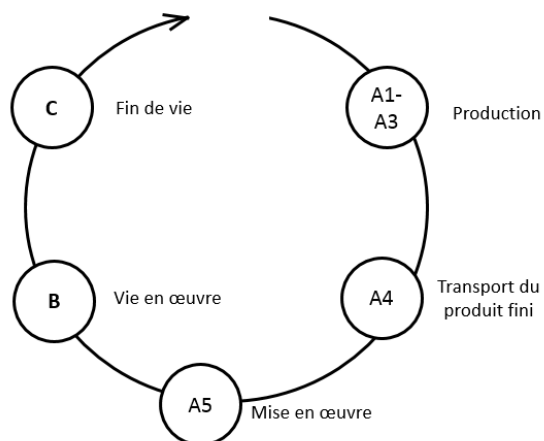 A1-
A3
Production
A4
Transport du
produit fini
A5
Mise en œuvre
B
Vie en œuvre
C
Fin de vie